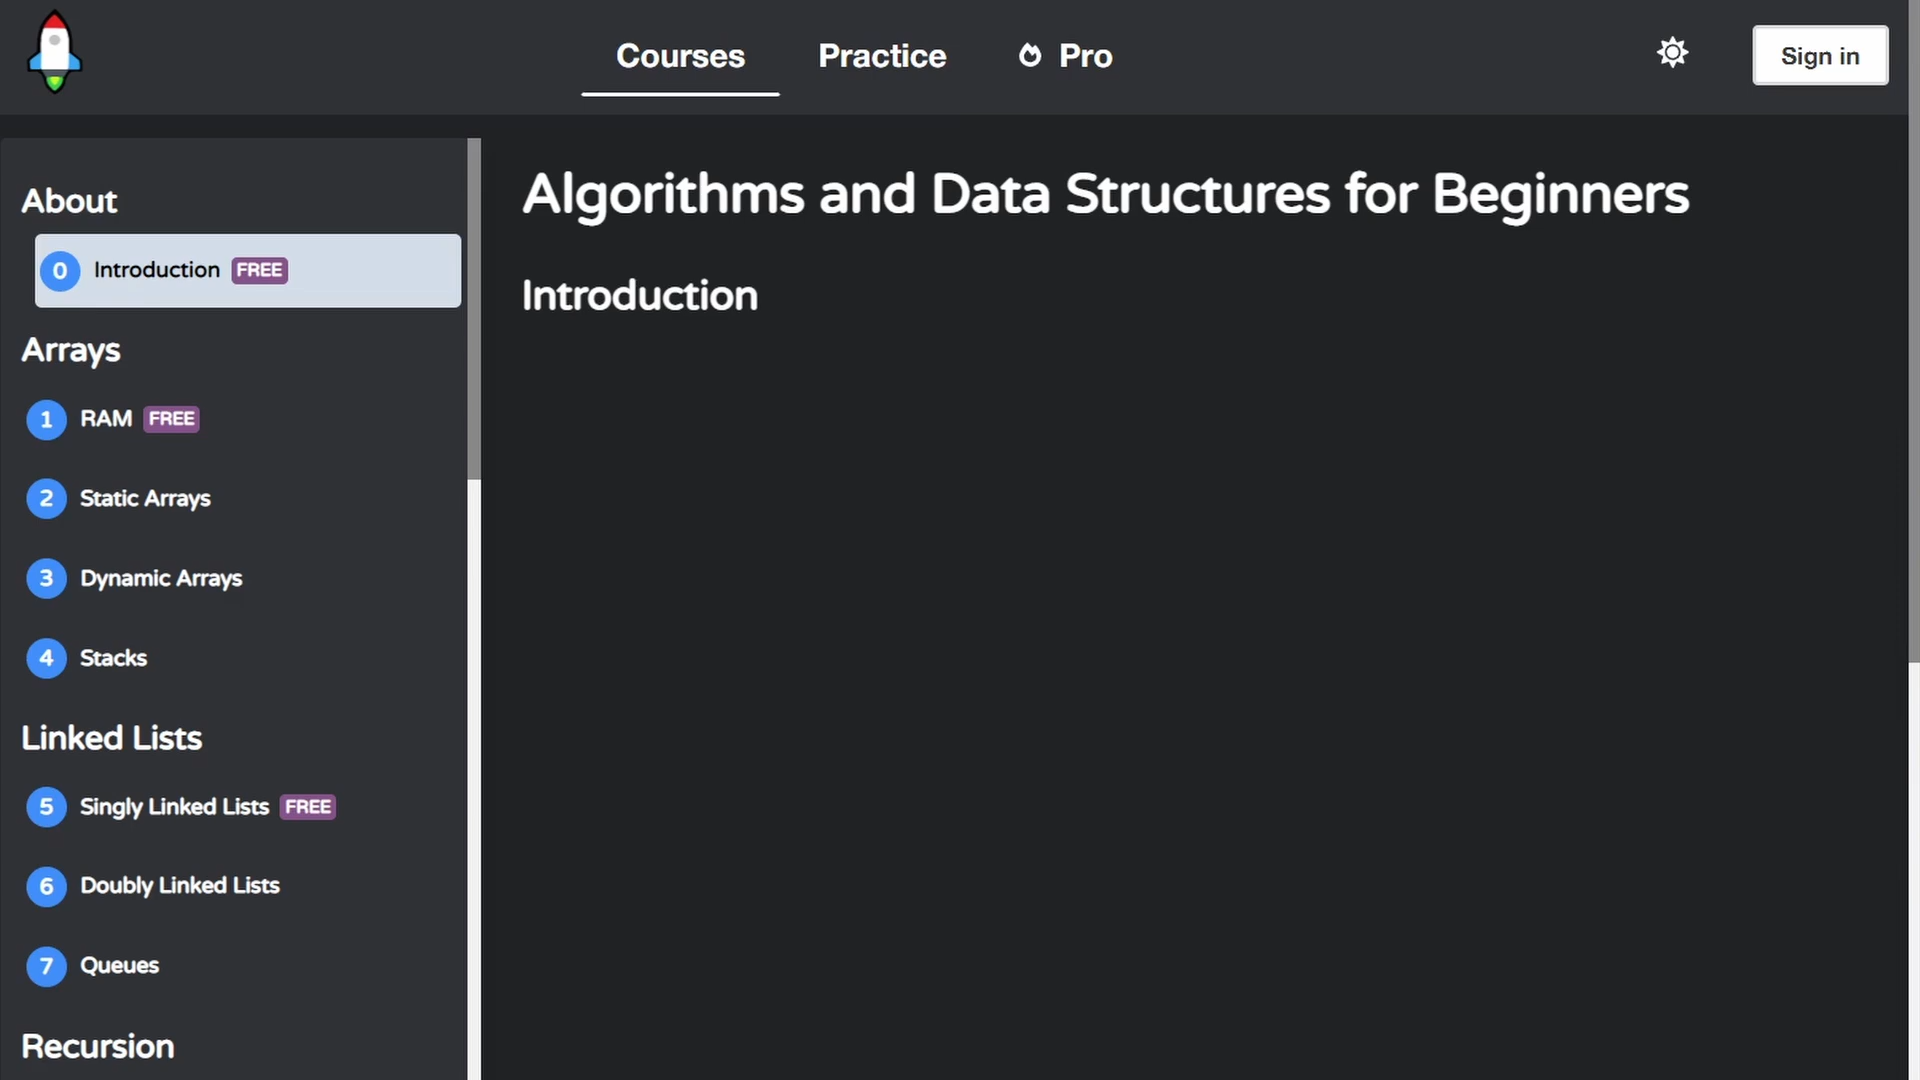 Courses
Practice
Pro
Sign in
About
0 Introduction FREE
Arrays
1 RAM FREE
2 Static Arrays
3 Dynamic Arrays
4 Stacks
Linked Lists
5 Singly Linked Lists FREE
6 Doubly Linked Lists
7 Queues
Recursion
Algorithms and Data Structures for Beginners
Introduction